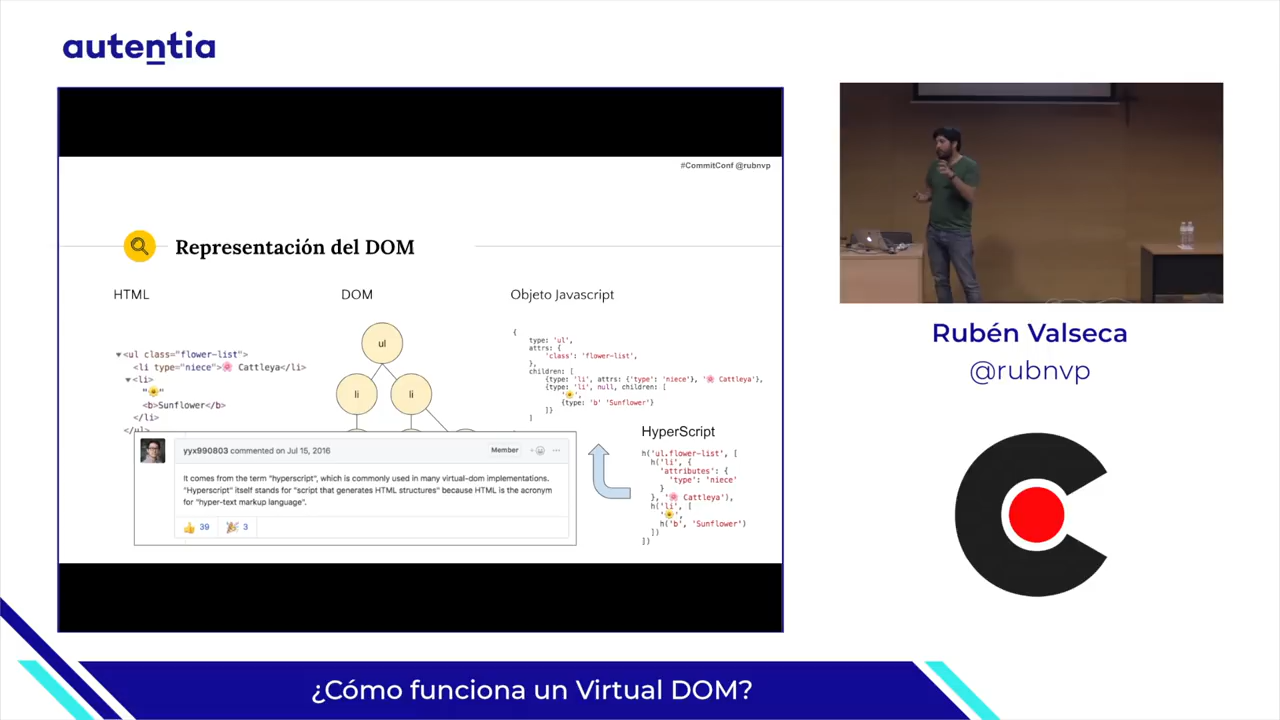 autentia
#CommitConf @rubnvp
Representación del DOM
HTML
DOM
Objeto Javascript
▼<ul class="flower-list">
<li type="niece">🌸 Cattleya</li>
▼<li>
"🌼"
<b>Sunflower</b>
</li>
</ul>
ul
li
li
{
type: 'ul',
attrs: {
'class': 'flower-list',
},
children: [
{type: 'li', attrs: {'type': 'niece'}, '🌸 Cattleya'},
{type: 'li', null, children: [
'🌼',
{type: 'b' 'Sunflower'}
]}
]
yyx990803 commented on Jul 15, 2016
Member
It comes from the term "hyperscript", which is commonly used in many virtual-dom implementations.
"Hyperscript" itself stands for "script that generates HTML structures" because HTML is the acronym
for "hyper-text markup language".
👍 39
🎉 3
HyperScript
h('ul.flower-list', [
h('li', {
'attributes': {
'type': 'niece'
}
}, '🌸 Cattleya'),
h('li', [
'🌼',
h('b', 'Sunflower')
])
])
Rubén Valseca
@rubnvp
¿Cómo funciona un Virtual DOM?